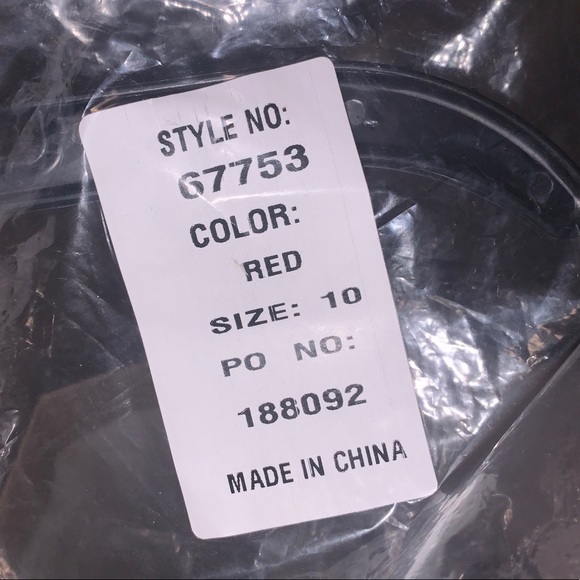 STYLE NO:
67753
COLOR:
RED
SIZE: 10
PO NO:
188092
MADE IN CHINA